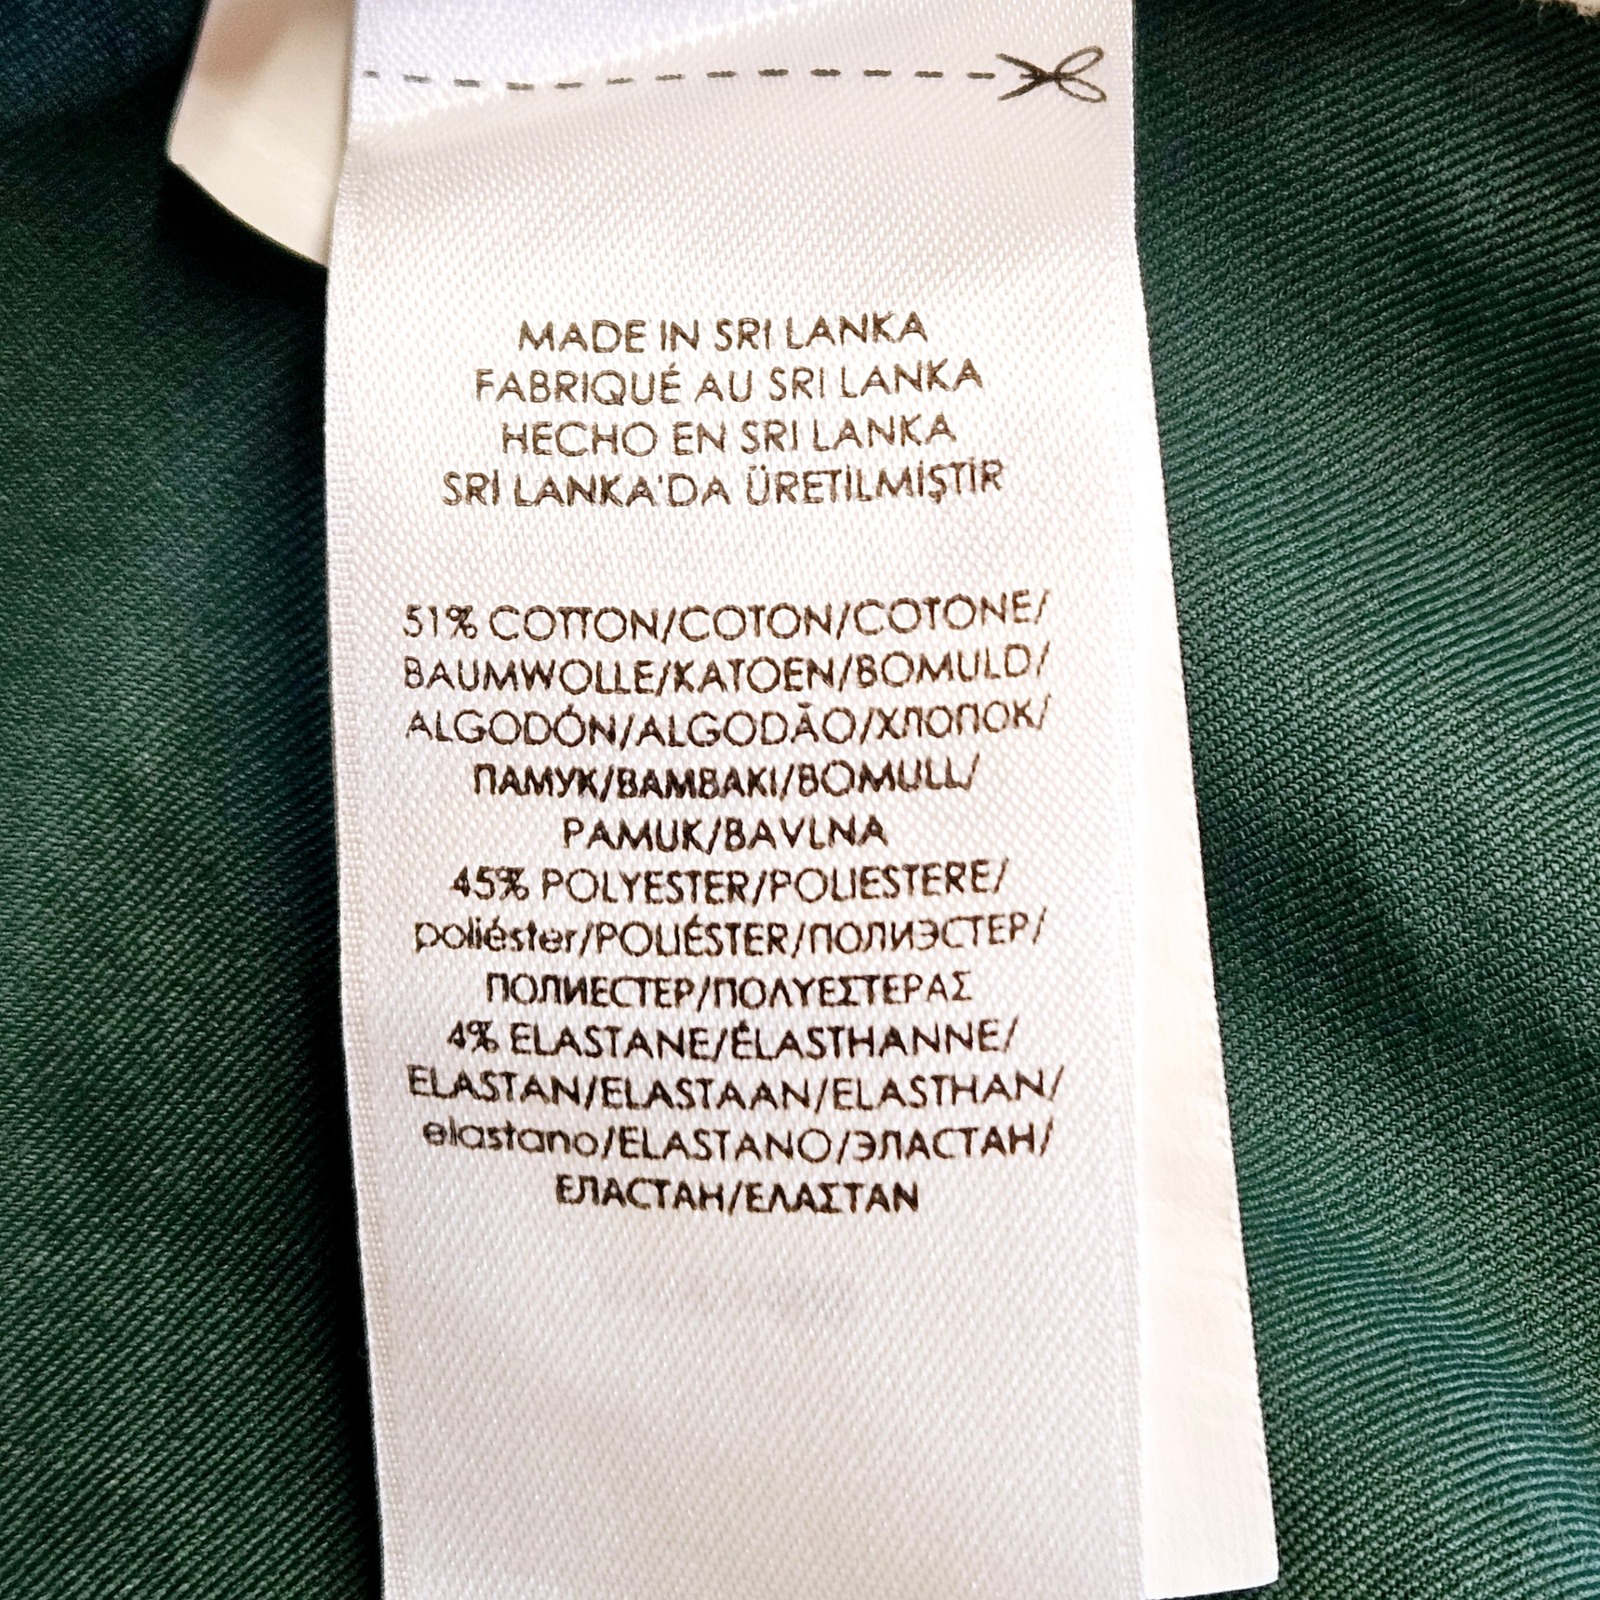 MADE IN SRI LANKA
FABRIQUÉ AU SRI LANKA
HECHO EN SRI LANKA
SRİ LANKA'DA ÜRETİLMİŞTİR
51% COTTON/COTON/COTONE/
BAUMWOLLE/KATOEN/BOMULD/
ALGODÓN/ALGODÃO/ХЛОПОК/
ПАМУК/ΒΑΜΒΑΚΙ/BOMULL/
PAMUK/BAVLNA
45% POLYESTER/POLIESTERE/
poliéster/POLIÉSTER/ПОЛИЭСТЕР/
ПОЛИЕСТЕР/ΠΟΛΥΕΣΤΕΡΑΣ
4% ELASTANE/ÉLASTHANNE/
ELASTAN/ELASTAAN/ELASTHAN/
elastano/ELASTANO/ЭЛАСТАН/
ЕЛАСТАН/ΕΛΑΣΤΑΝ